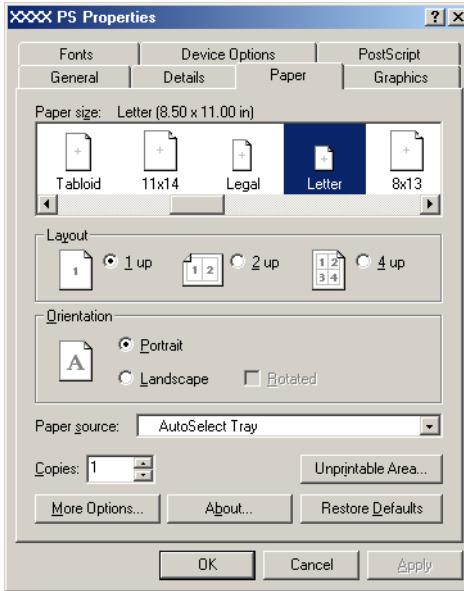 XXXX PS Properties
Fonts Device Options PostScript
General Details Paper Graphics
Paper size: Letter (8.50 x 11.00 in)
Tabloid 11x14 Legal Letter 8x13
Layout
1 1 up 1 2 2 up 1 2 3 4 4 up
Orientation
A Portrait
Landscape Rotated
Paper source: AutoSelect Tray
Copies: 1 Unprintable Area...
More Options... About... Restore Defaults
OK Cancel Apply